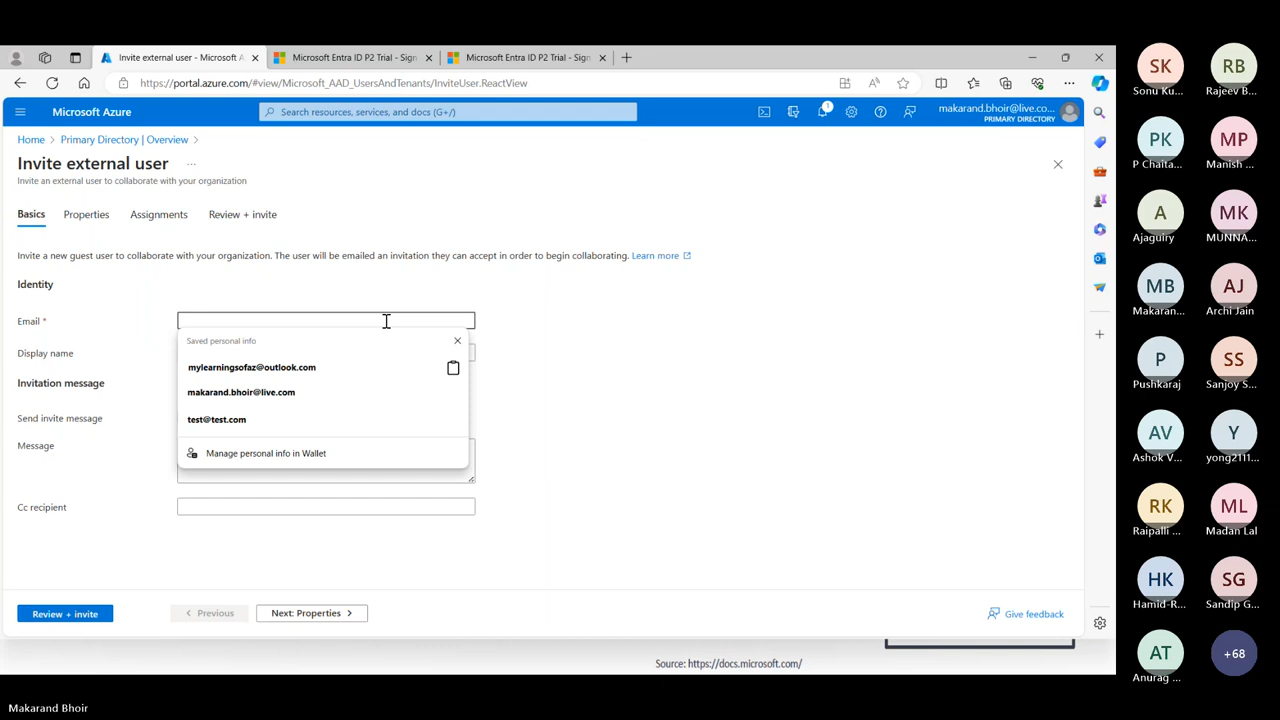 Invite external user - Microsoft A
Microsoft Entra ID P2 Trial - Sign
Microsoft Entra ID P2 Trial - Sign
https://portal.azure.com/#view/Microsoft_AAD_UsersAndTenants/InviteUser.ReactView
Microsoft Azure
Search resources, services, and docs (G+/)
1
makarand.bhoir@live.co...
PRIMARY DIRECTORY
Home > Primary Directory | Overview >
Invite external user ...
Invite an external user to collaborate with your organization
Basics Properties Assignments Review + invite
Invite a new guest user to collaborate with your organization. The user will be emailed an invitation they can accept in order to begin collaborating. Learn more
Identity
Email *
Saved personal info
Display name
mylearningsofaz@outlook.com
Invitation message
makarand.bhoir@live.com
Send invite message
test@test.com
Message
Manage personal info in Wallet
Cc recipient
Review + invite < Previous Next: Properties >
Give feedback
Source: https://docs.microsoft.com/
SK RB
Sonu Ku... Rajeev B...
PK MP
P Chaita... Manish ...
A MK
Ajaguiry MUNNA...
MB AJ
Makaran... Archi Jain
P SS
Pushkaraj Sanjoy S...
AV Y
Ashok V... yong2111...
RK ML
Raipalli ... Madan Lal
HK SG
Hamid-R... Sandip G...
AT +68
Anurag ...
Makarand Bhoir